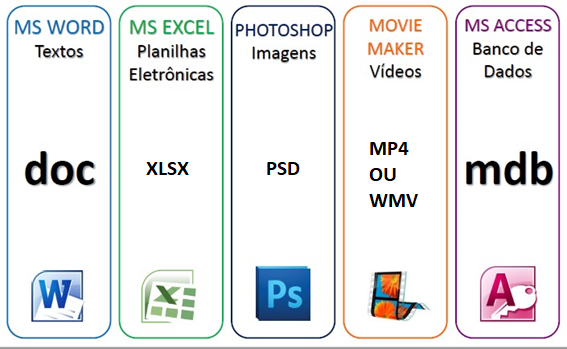 MS WORD
Textos
doc
W
MS EXCEL
Planilhas
Eletrônicas
XLSX
X
PHOTOSHOP
Imagens
PSD
Ps
MOVIE
MAKER
Vídeos
MP4
OU
WMV
MS ACCESS
Banco de
Dados
mdb
A